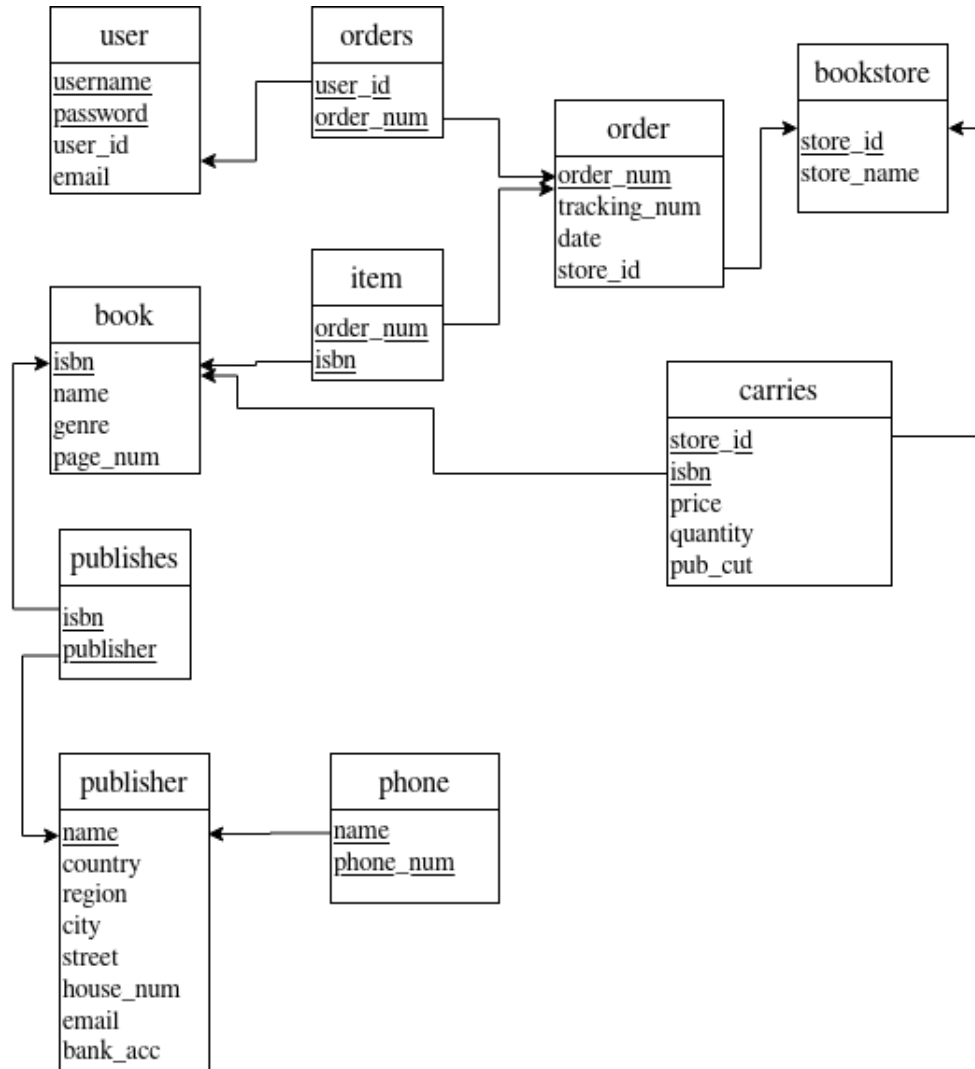 user
username
password
user_id
email
orders
user_id
order_num
order
order_num
tracking_num
date
store_id
bookstore
store_id
store_name
book
isbn
name
genre
page_num
item
order_num
isbn
carries
store_id
isbn
price
quantity
pub_cut
publishes
isbn
publisher
publisher
name
country
region
city
street
house_num
email
bank_acc
phone
name
phone_num